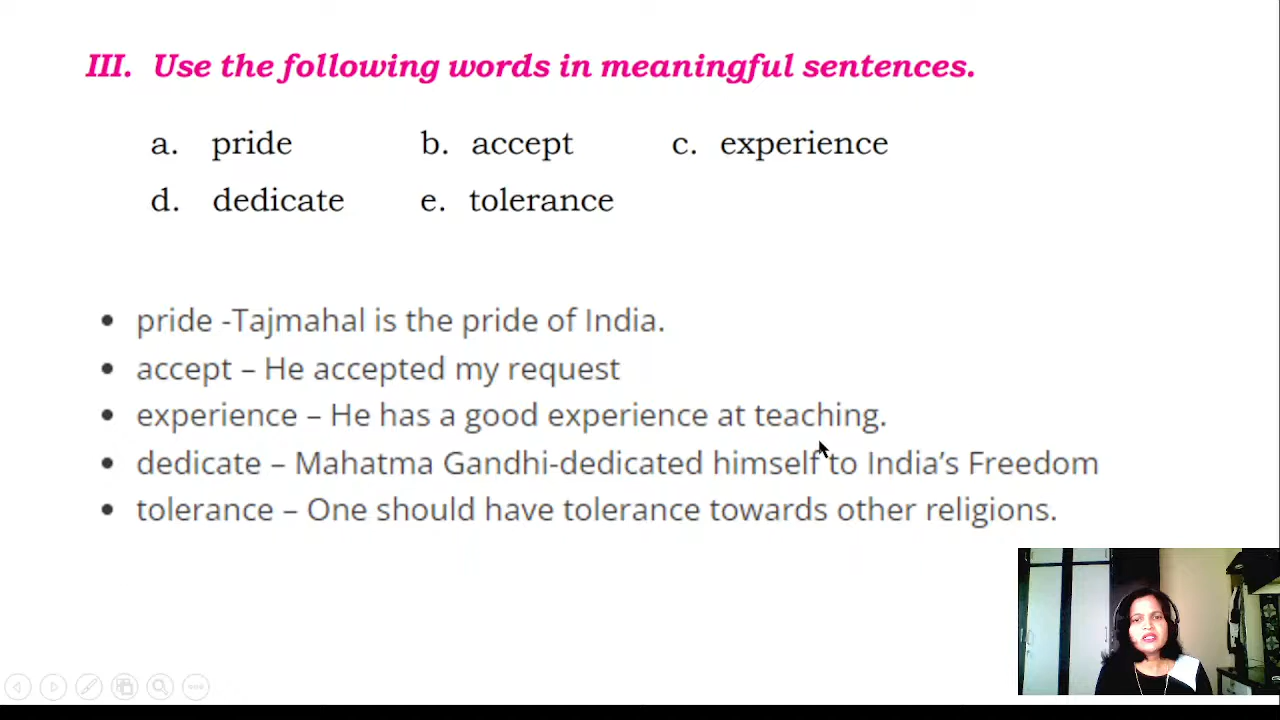 III. Use the following words in meaningful sentences.
a. pride b. accept c. experience
d. dedicate e. tolerance
• pride -Tajmahal is the pride of India.
• accept – He accepted my request
• experience – He has a good experience at teaching.
• dedicate – Mahatma Gandhi-dedicated himself to India’s Freedom
• tolerance – One should have tolerance towards other religions.